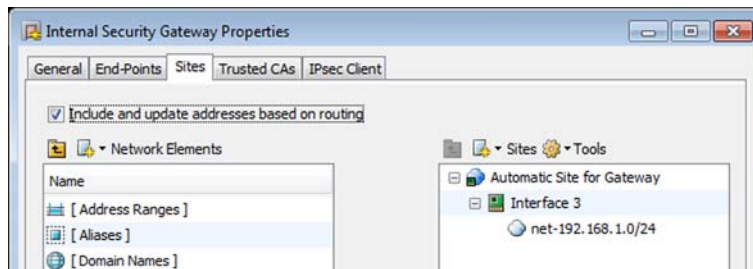 Internal Security Gateway Properties
General End-Points Sites Trusted CAs IPsec Client
Include and update addresses based on routing
Network Elements
Sites Tools
Name
[ Address Ranges ]
[ Aliases ]
[ Domain Names ]
Automatic Site for Gateway
Interface 3
net-192.168.1.0/24